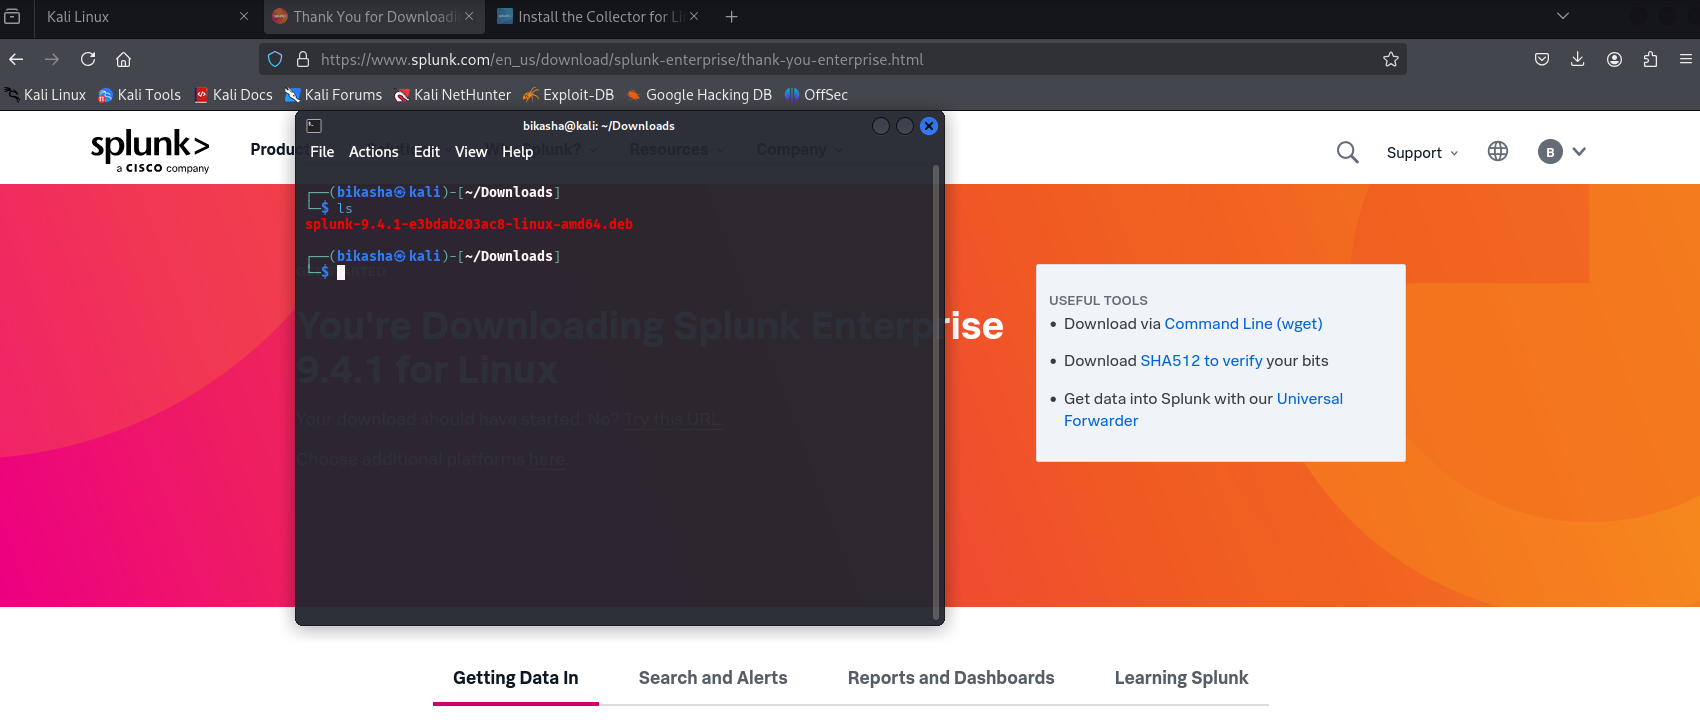 Kali Linux
Thank You for Downloadi
Install the Collector for Li
https://www.splunk.com/en_us/download/splunk-enterprise/thank-you-enterprise.html
Kali Linux Kali Tools Kali Docs Kali Forums Kali NetHunter Exploit-DB Google Hacking DB OffSec
splunk>
a CISCO company
Produc
Splunk?
Resources
Company
Support
B
bikasha@kali: ~/Downloads
File Actions Edit View Help
┌──(bikasha㉿kali)-[~/Downloads]
└─$ ls
splunk-9.4.1-e3bdab203ac8-linux-amd64.deb
┌──(bikasha㉿kali)-[~/Downloads]
└─$
You're Downloading Splunk Enterprise
9.4.1 for Linux
Your download should have started. No? Try this URL.
Choose additional platforms here.
USEFUL TOOLS
• Download via Command Line (wget)
• Download SHA512 to verify your bits
• Get data into Splunk with our Universal
Forwarder
Getting Data In Search and Alerts Reports and Dashboards Learning Splunk